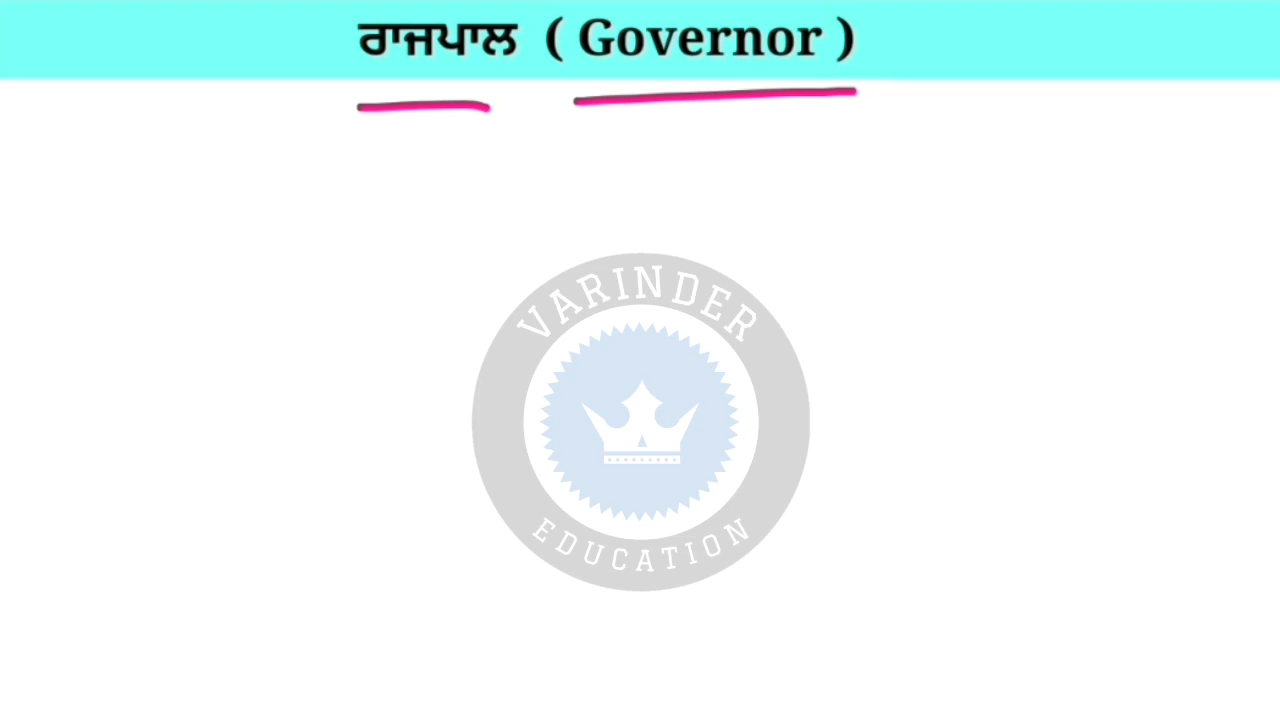 ਰਾਜਪਾਲ ( Governor )
VARINDER
EDUCATION